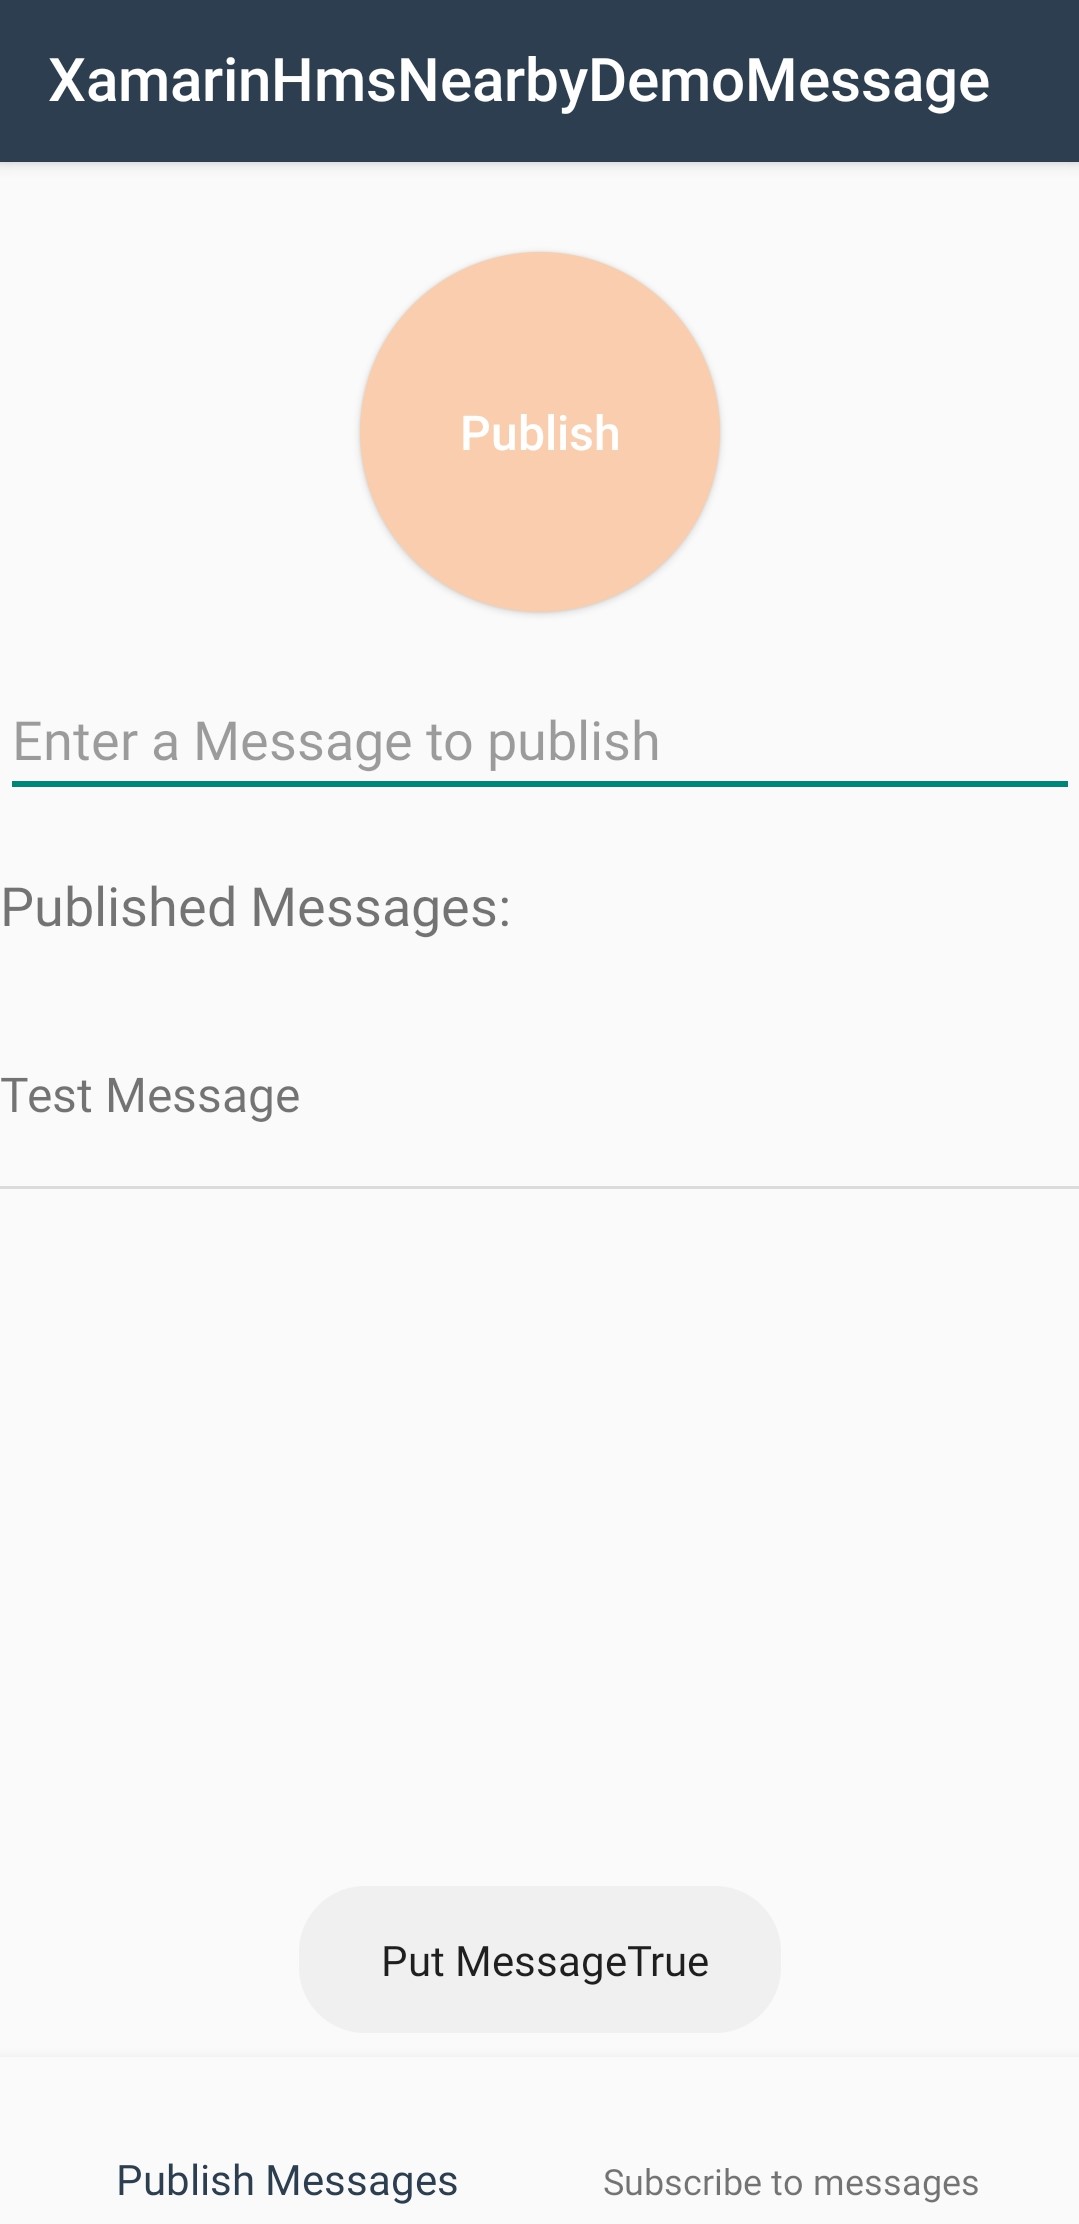 XamarinHmsNearbyDemoMessage
Publish
Enter a Message to publish
Published Messages:
Test Message
Put MessageTrue
Publish Messages
Subscribe to messages